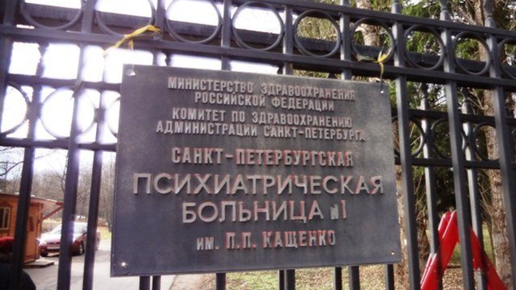 МИНИСТЕРСТВО ЗДРАВООХРАНЕНИЯ
РОССИЙСКОЙ ФЕДЕРАЦИИ
КОМИТЕТ ПО ЗДРАВООХРАНЕНИЮ
АДМИНИСТРАЦИИ САНКТ-ПЕТЕРБУРГА
САНКТ-ПЕТЕРБУРГСКАЯ
ПСИХИАТРИЧЕСКАЯ
БОЛЬНИЦА №1
ИМ. П.П. КАЩЕНКО